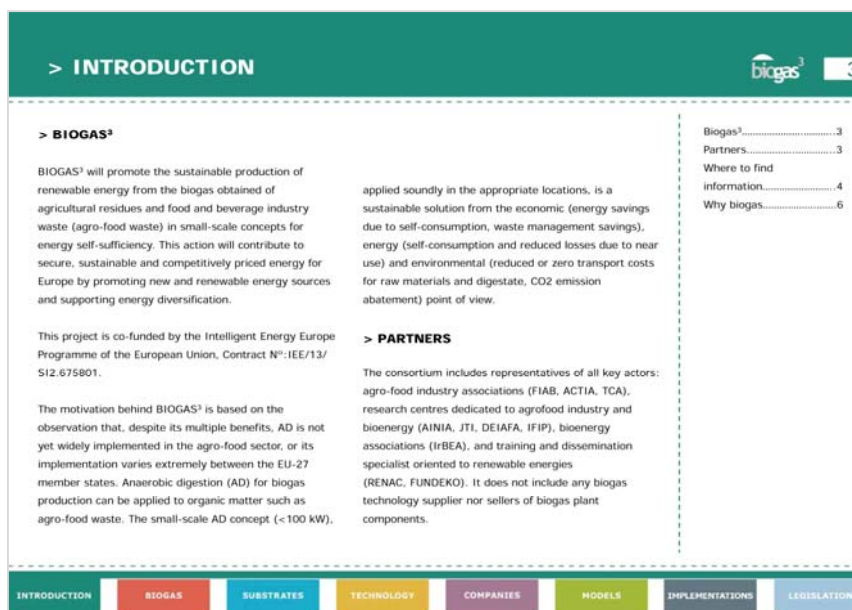 > INTRODUCTION
biogas³
3
> BIOGAS³
BIOGAS³ will promote the sustainable production of
renewable energy from the biogas obtained of
agricultural residues and food and beverage industry
waste (agro-food waste) in small-scale concepts for
energy self-sufficiency. This action will contribute to
secure, sustainable and competitively priced energy for
Europe by promoting new and renewable energy sources
and supporting energy diversification.
This project is co-funded by the Intelligent Energy Europe
Programme of the European Union, Contract Nº:IEE/13/
SI2.675801.
The motivation behind BIOGAS³ is based on the
observation that, despite its multiple benefits, AD is not
yet widely implemented in the agro-food sector, or its
implementation varies extremely between the EU-27
member states. Anaerobic digestion (AD) for biogas
production can be applied to organic matter such as
agro-food waste. The small-scale AD concept (<100 kW),
applied soundly in the appropriate locations, is a
sustainable solution from the economic (energy savings
due to self-consumption, waste management savings),
energy (self-consumption and reduced losses due to near
use) and environmental (reduced or zero transport costs
for raw materials and digestate, CO2 emission
abatement) point of view.
> PARTNERS
The consortium includes representatives of all key actors:
agro-food industry associations (FIAB, ACTIA, TCA),
research centres dedicated to agrofood industry and
bioenergy (AINIA, JTI, DEIAFA, IFIP), bioenergy
associations (IrBEA), and training and dissemination
specialist oriented to renewable energies
(RENAC, FUNDEKO). It does not include any biogas
technology supplier nor sellers of biogas plant
components.
Biogas³................................3
Partners...............................3
Where to find
information.........................4
Why biogas.........................6
INTRODUCTION
BIOGAS
SUBSTRATES
TECHNOLOGY
COMPANIES
MODELS
IMPLEMENTATIONS
LEGISLATION